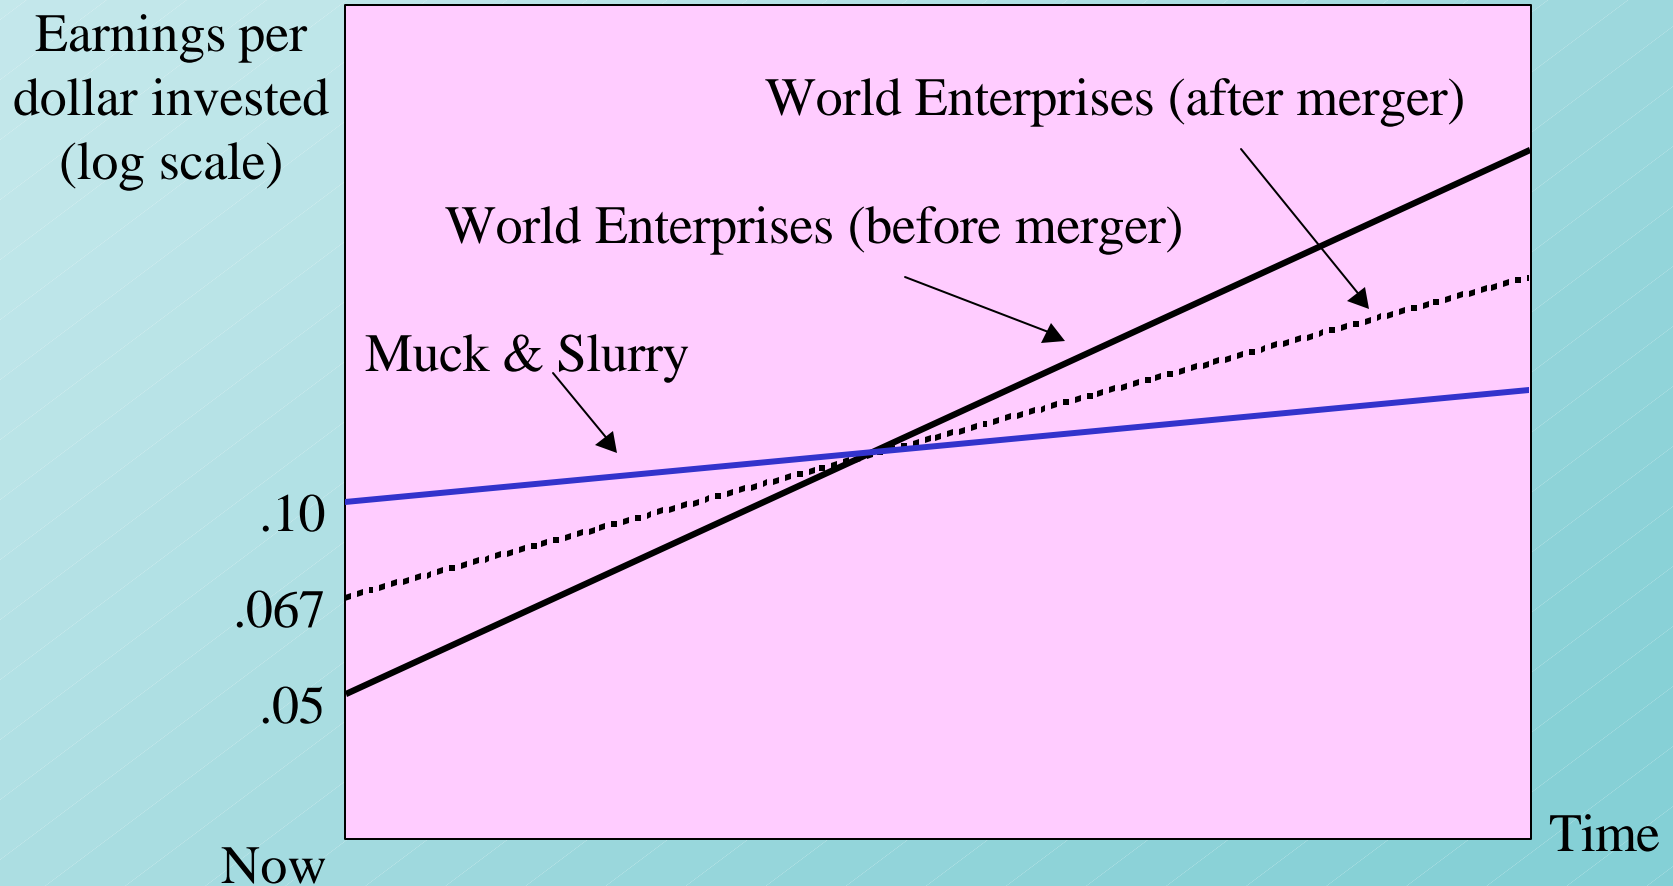 Earnings per
dollar invested
(log scale)
World Enterprises (after merger)
World Enterprises (before merger)
Muck & Slurry
.10
.067
.05
Now
Time